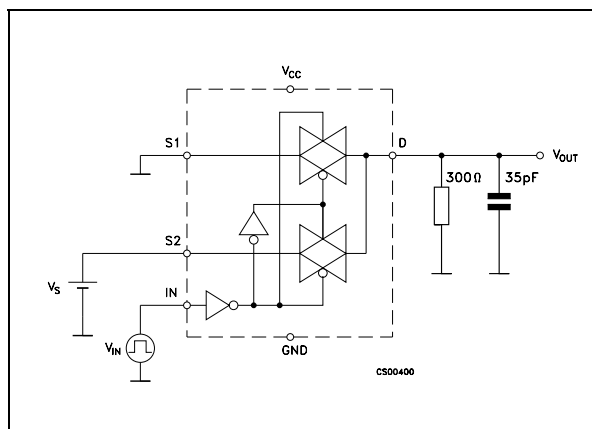 VCC
S1
D
VOUT
300Ω
35pF
S2
VS
IN
VIN
GND
CS00400